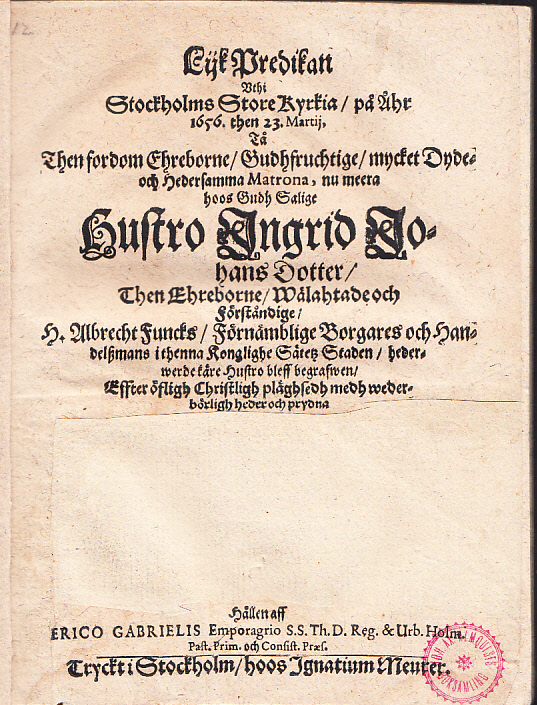 12
Lijk Predikan
Vthi
Stockholms Store Kyrkia / på Åhr
1656. then 23. Martij,
Tå
Then fordom Ehreborne / Gudhfruchtige / mycket Dyde-
och Hedersamma Matrona, nu meera
hoos Gudh Salige
Hustro Ingrid Jo-
hans Dotter /
Then Ehreborne / Wälahtade och
Förståndige /
H. Albrecht Funcks / Förnämblige Borgares och Han-
delßmans i thenna Konglighe Sätetz Staden / heder-
werde käre Hustro bleff begrafwen /
Effter öfligh Christligh pläghsedh medh weder-
börligh heder och prydna
Hållen aff
ERICO GABRIELIS Emporagrio S.S. Th. D. Reg. & Urb. Holm.
Past. Prim. och Consist. Præs.
Tryckt i Stockholm / hoos Ignatium Meurer.